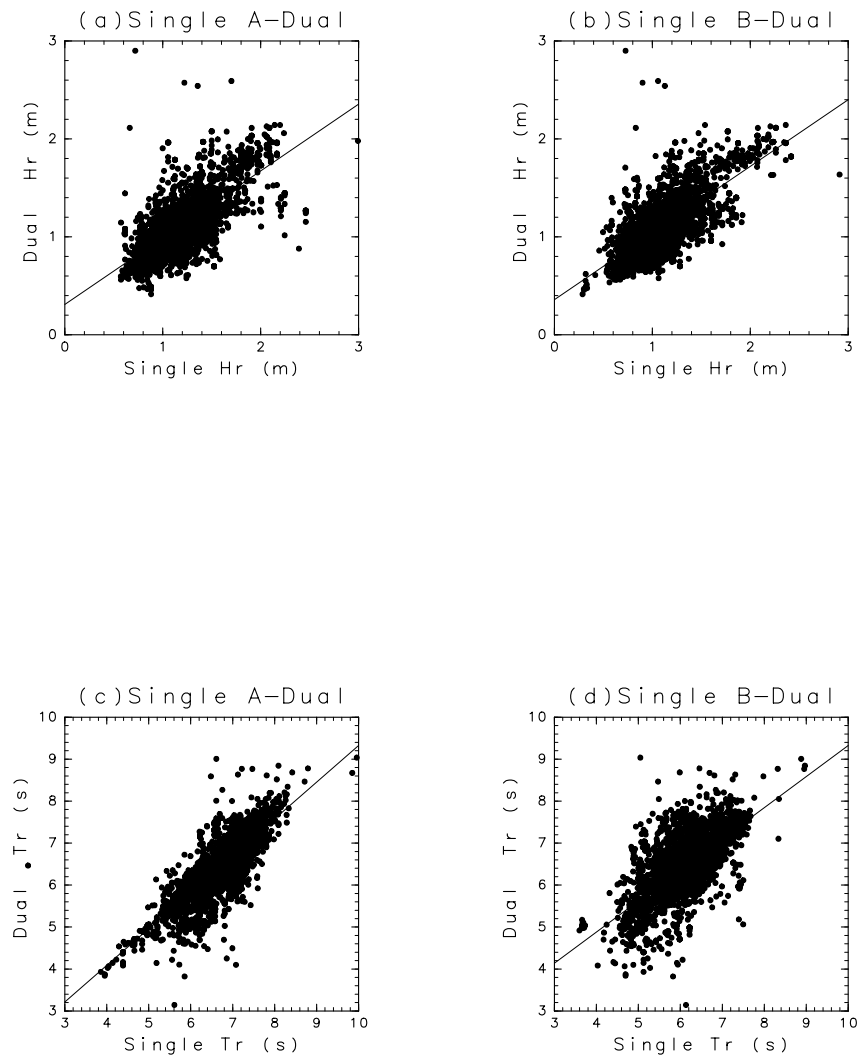 (a)Single A-Dual
(b)Single B-Dual
3
2
1
0
Dual Hr (m)
0 1 2 3
Single Hr (m)
3
2
1
0
Dual Hr (m)
0 1 2 3
Single Hr (m)
(c)Single A-Dual
(d)Single B-Dual
10
9
8
7
6
5
4
3
Dual Tr (s)
3 4 5 6 7 8 9 10
Single Tr (s)
10
9
8
7
6
5
4
3
Dual Tr (s)
3 4 5 6 7 8 9 10
Single Tr (s)